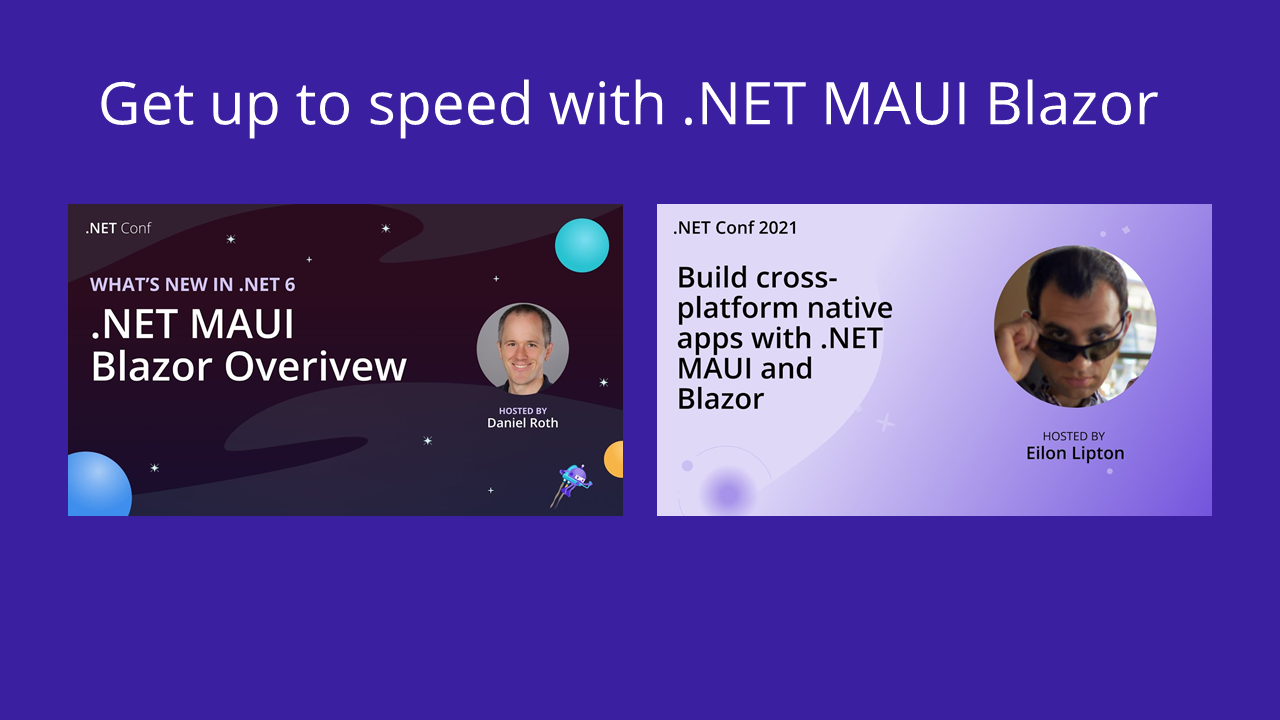 Get up to speed with .NET MAUI Blazor
.NET Conf
WHAT'S NEW IN .NET 6
.NET MAUI
Blazor Overivew
HOSTED BY
Daniel Roth
.NET Conf 2021
Build cross-
platform native
apps with .NET
MAUI and
Blazor
HOSTED BY
Eilon Lipton